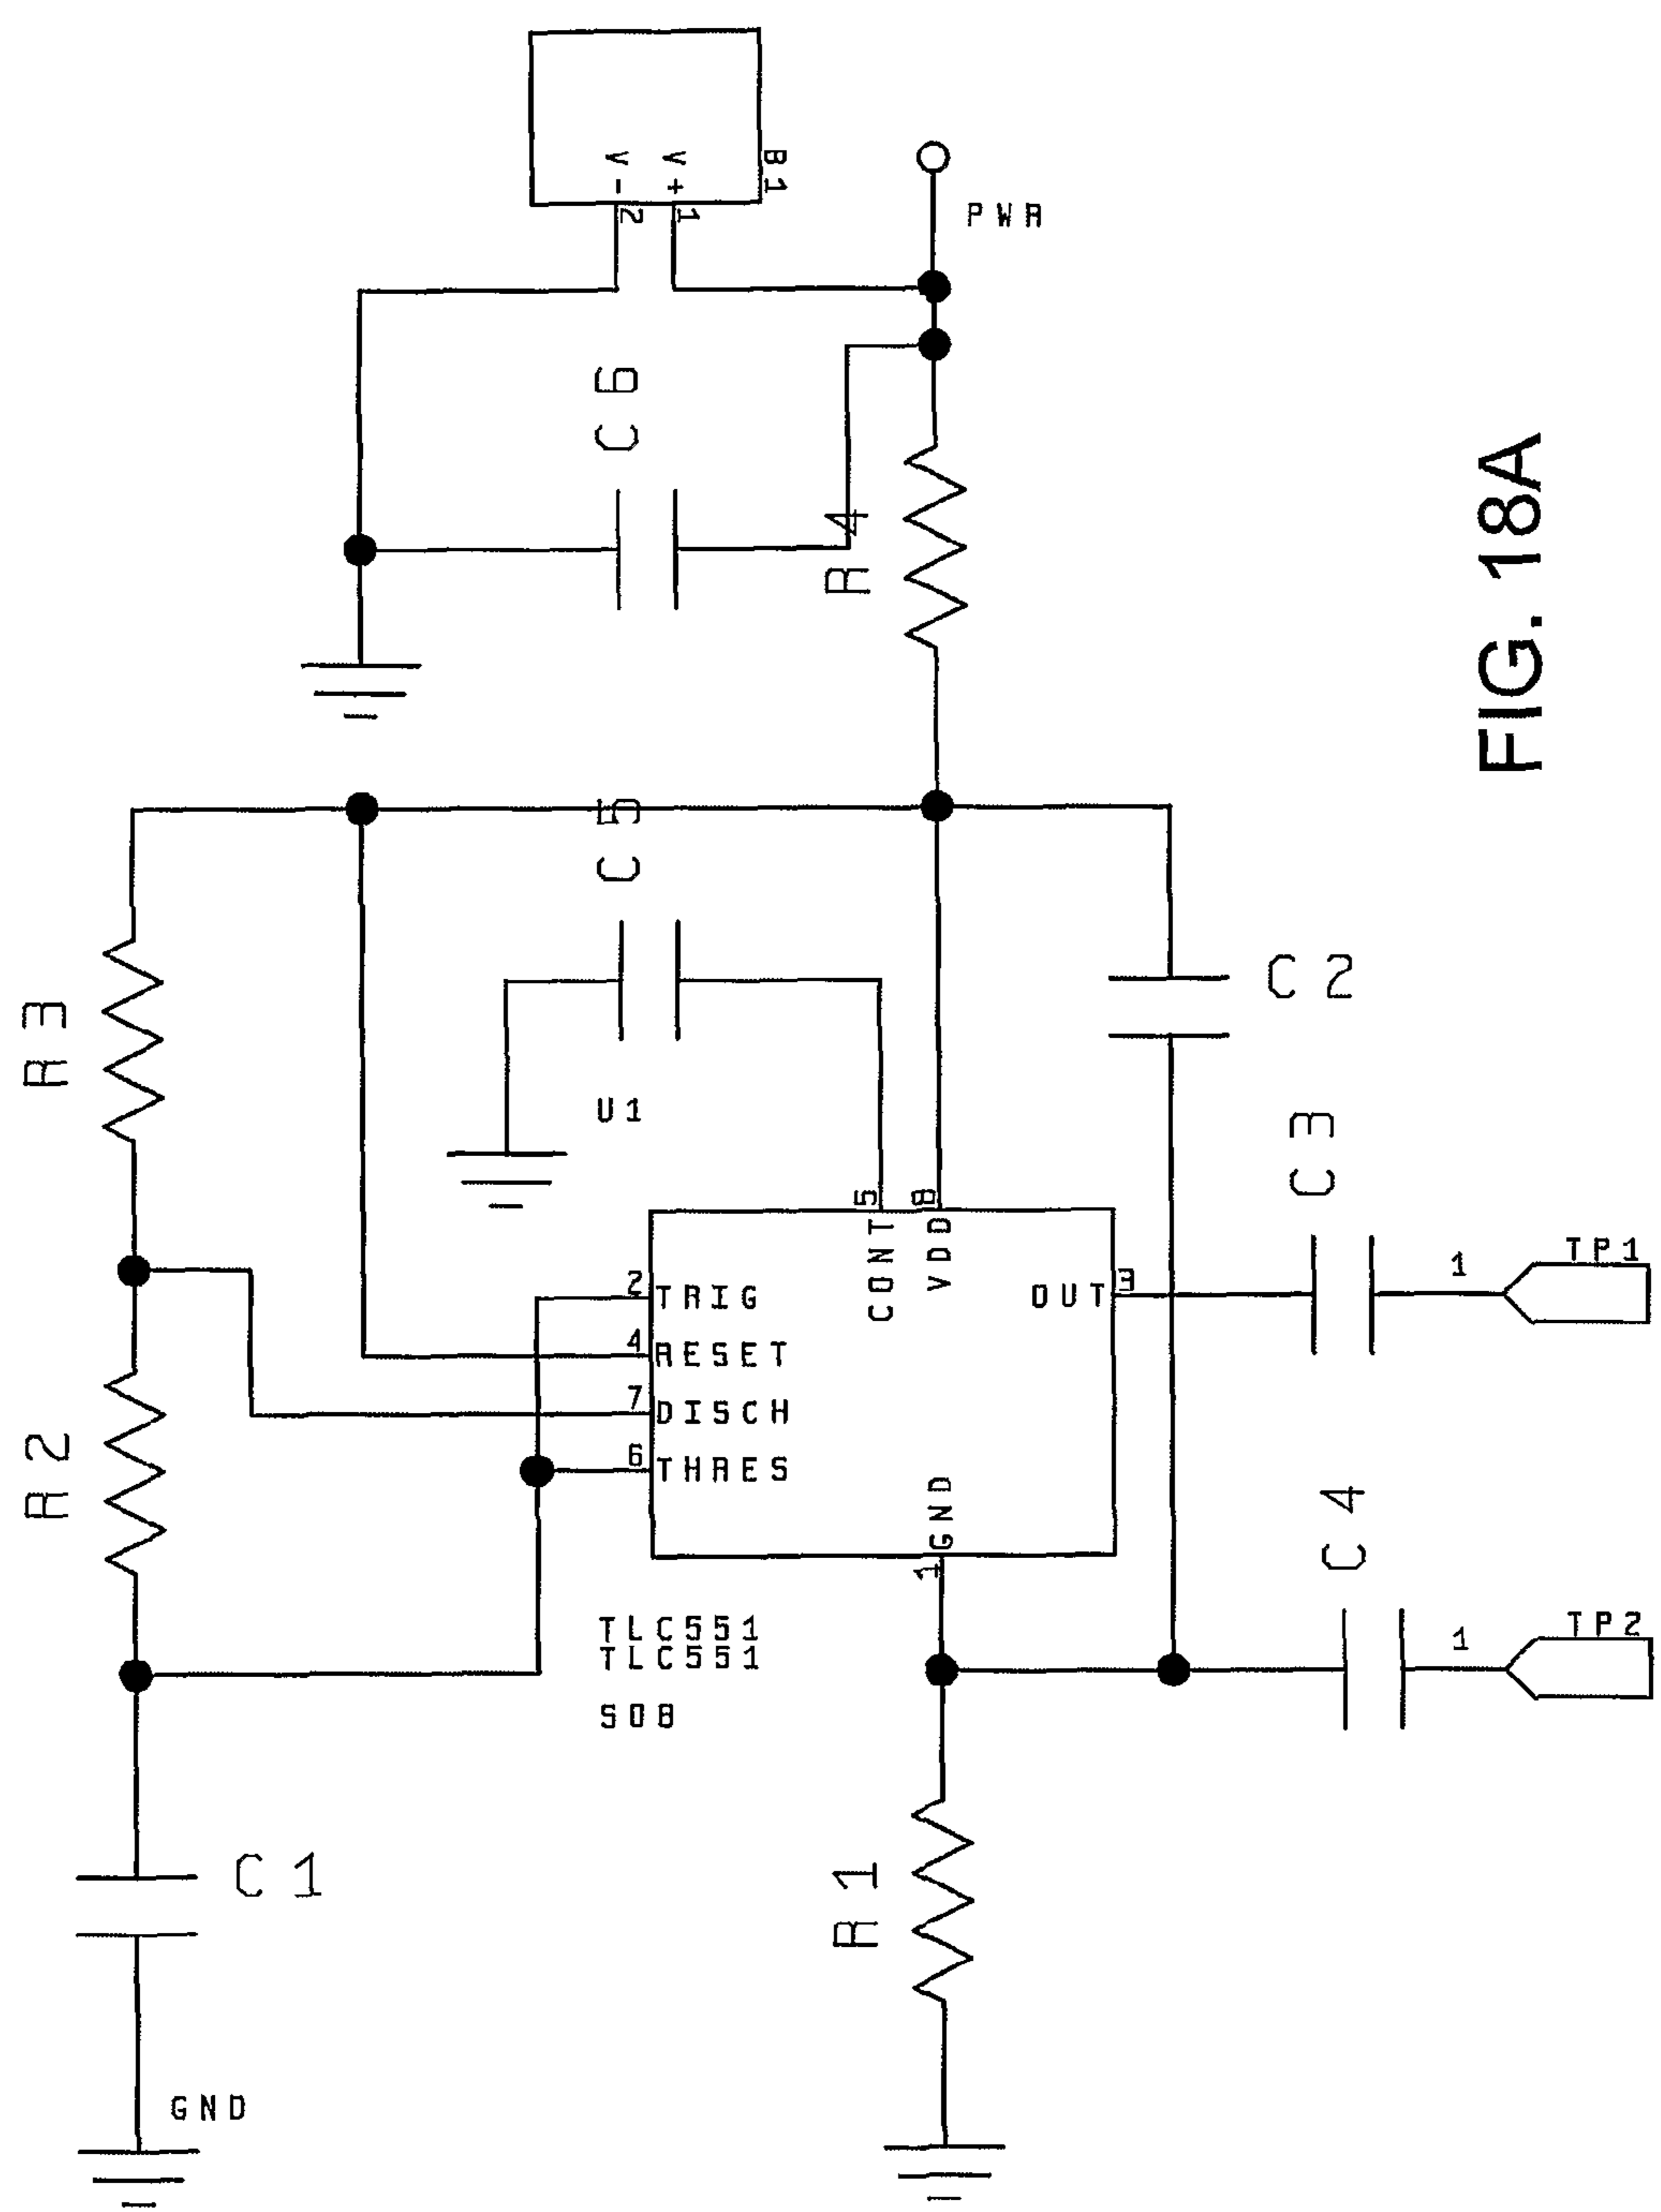 B1
V-
V+
2
1
PWR
C6
R4
FIG. 18A
C5
C2
R3
U1
C3
5
8
CONT
VDD
2
TRIG
4
RESET
7
DISCH
6
THRES
OUT
3
1
TP1
GND
1
R2
C4
TLC551
TLC551
SO8
1
TP2
C1
R1
GND